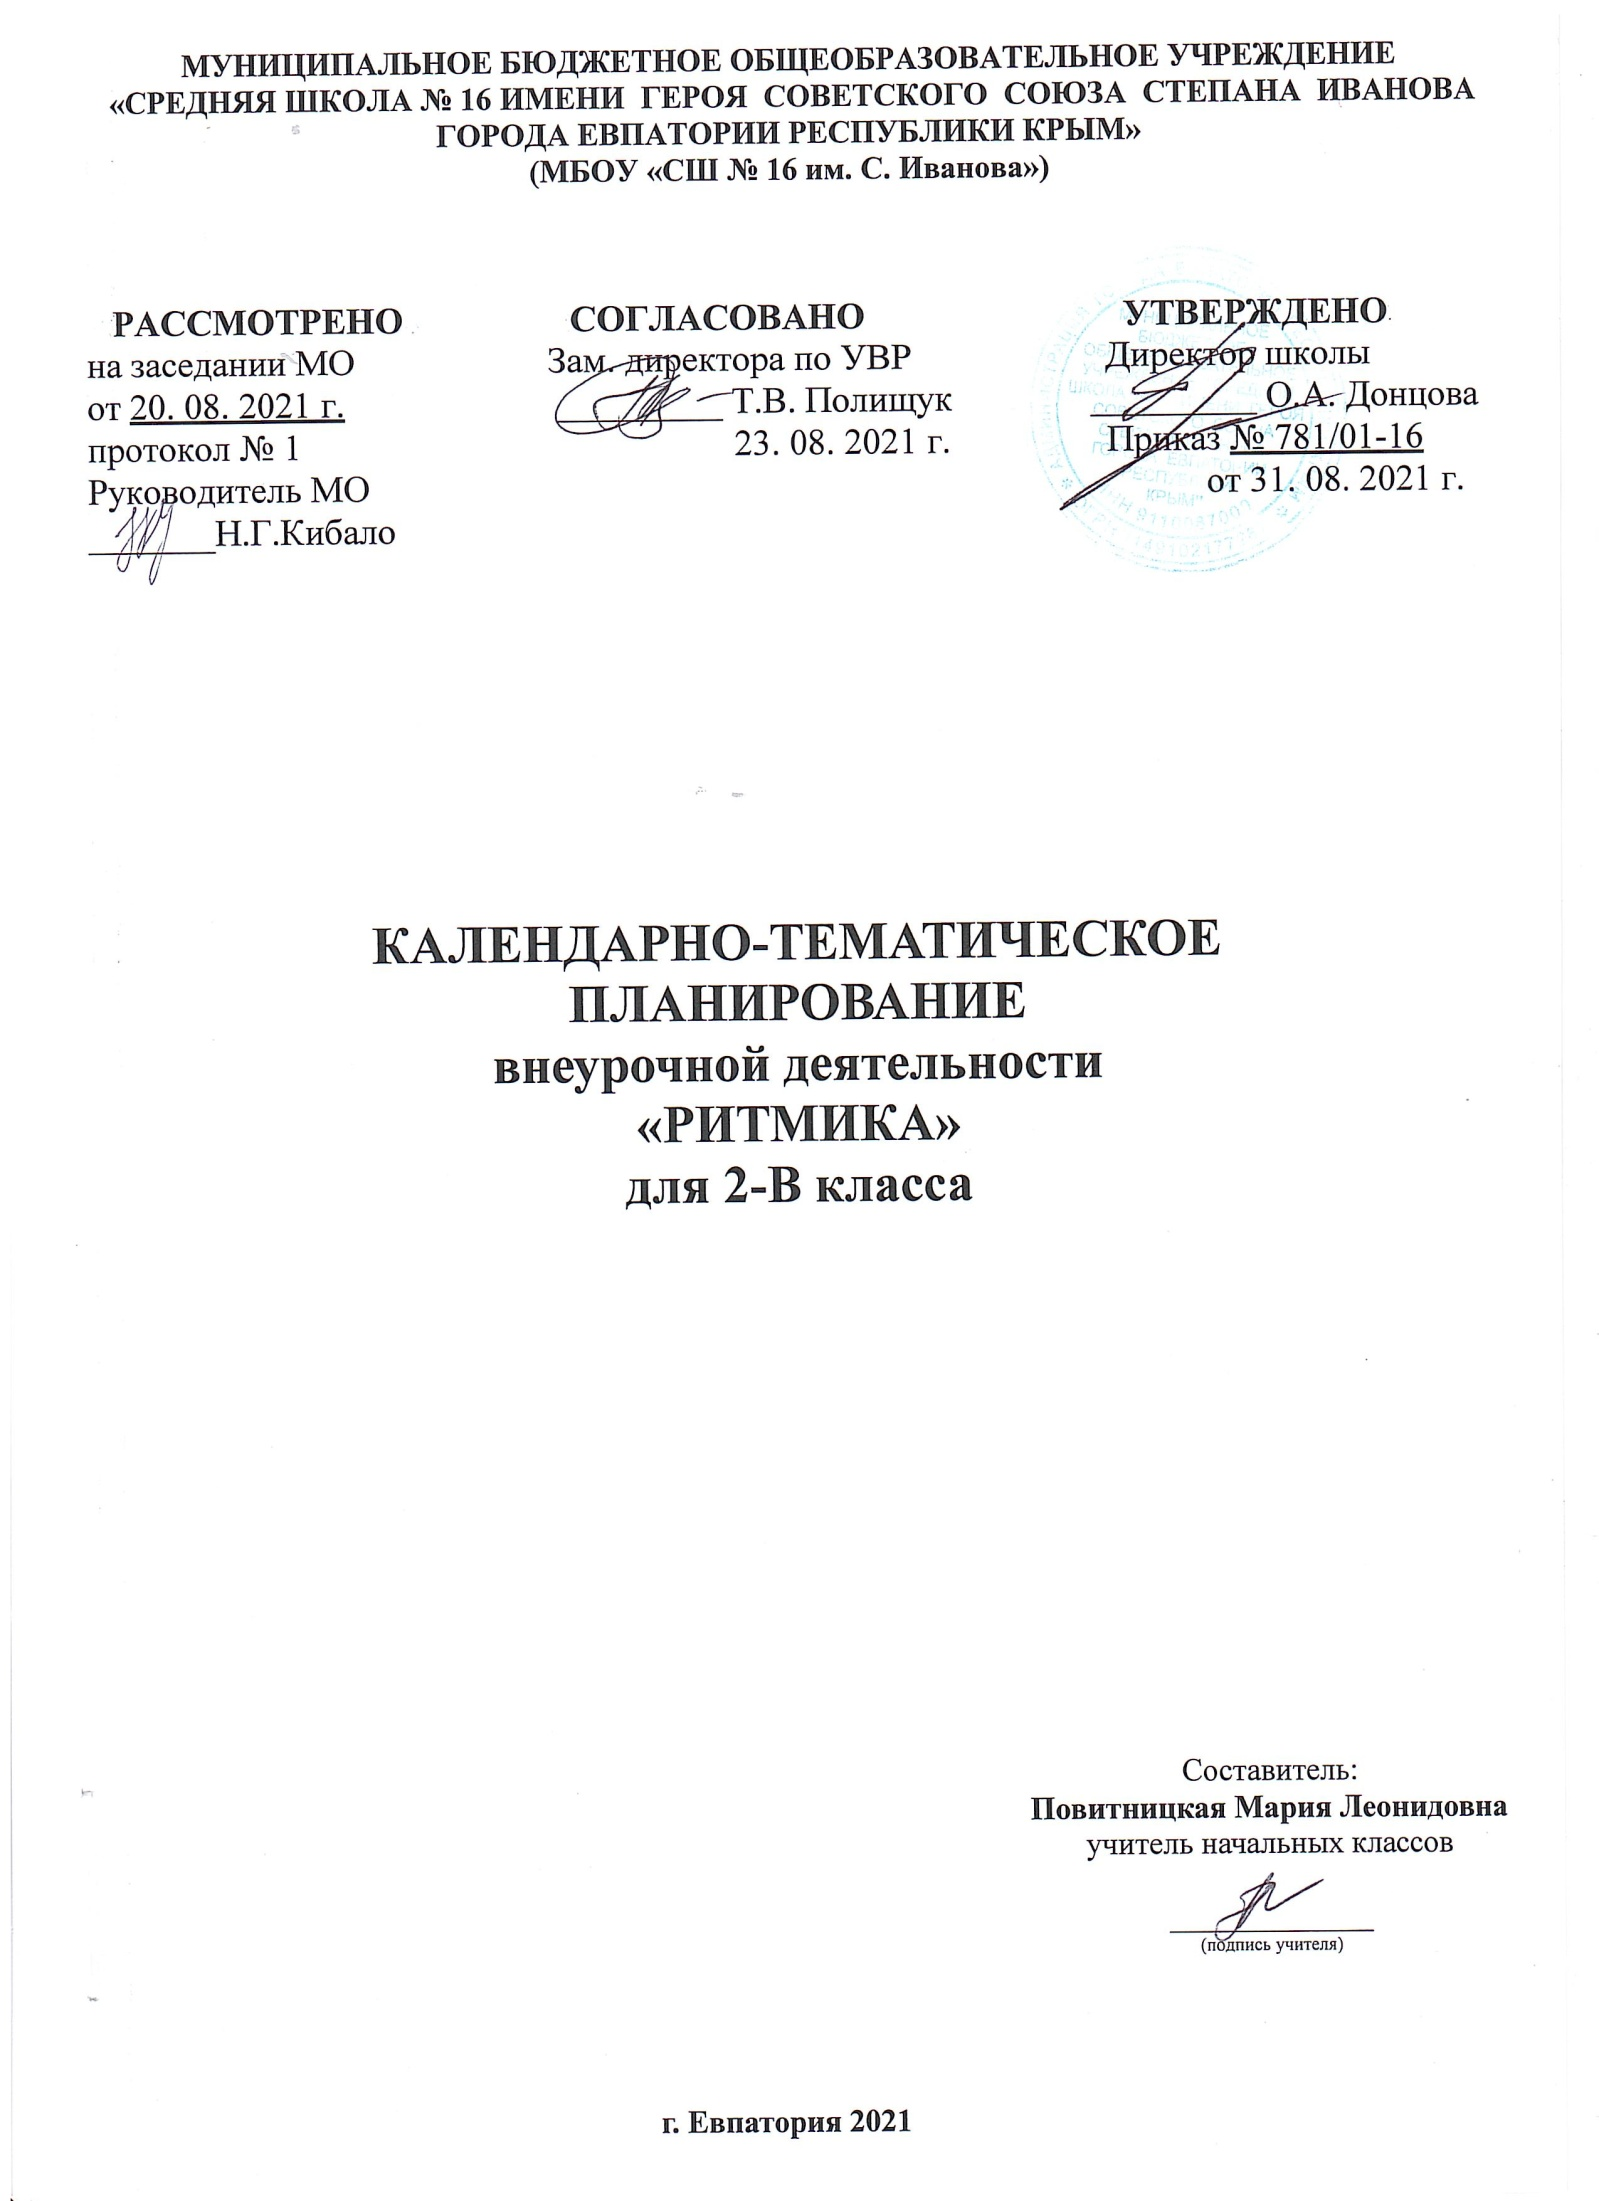 МУНИЦИПАЛЬНОЕ БЮДЖЕТНОЕ ОБЩЕОБРАЗОВАТЕЛЬНОЕ УЧРЕЖДЕНИЕ
«СРЕДНЯЯ ШКОЛА № 16 ИМЕНИ ГЕРОЯ СОВЕТСКОГО СОЮЗА СТЕПАНА ИВАНОВА
ГОРОДА ЕВПАТОРИИ РЕСПУБЛИКИ КРЫМ»
(МБОУ «СШ № 16 им. С. Иванова»)
РАССМОТРЕНО
на заседании МО
от 20. 08. 2021 г.
протокол № 1
Руководитель МО
_______Н.Г.Кибало
СОГЛАСОВАНО
Зам. директора по УВР
_________ Т.В. Полищук
23. 08. 2021 г.
УТВЕРЖДЕНО
Директор школы
_________ О.А. Донцова
Приказ № 781/01-16
от 31. 08. 2021 г.
КРЫМ"
КАЛЕНДАРНО-ТЕМАТИЧЕСКОЕ
ПЛАНИРОВАНИЕ
внеурочной деятельности
«РИТМИКА»
для 2-В класса
Составитель:
Повитницкая Мария Леонидовна
учитель начальных классов
(подпись учителя)
г. Евпатория 2021